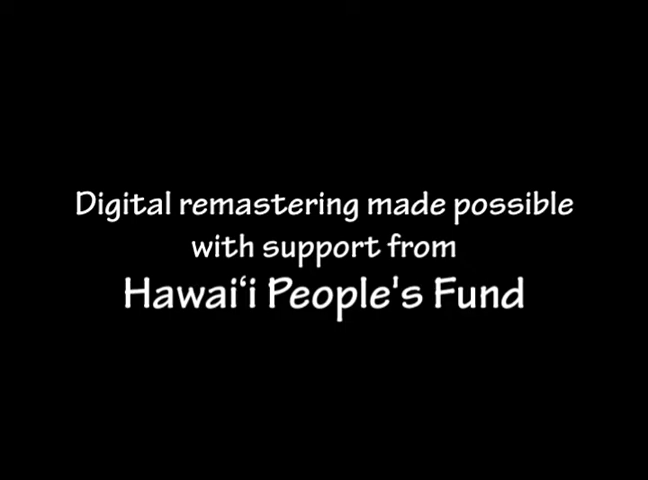 Digital remastering made possible
with support from
Hawaiʻi People's Fund